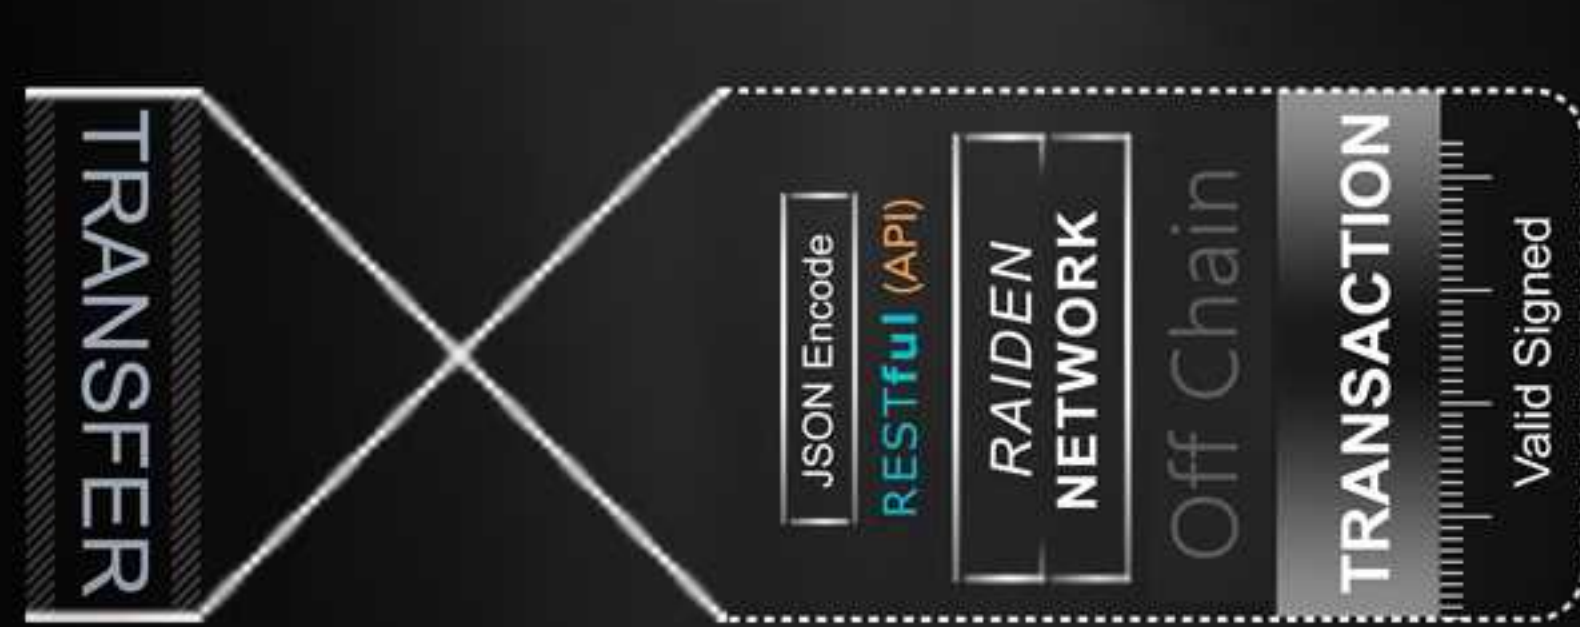 TRANSFER
JSON Encode
RESTful (API)
RAIDEN
NETWORK
Off Chain
TRANSACTION
Valid Signed